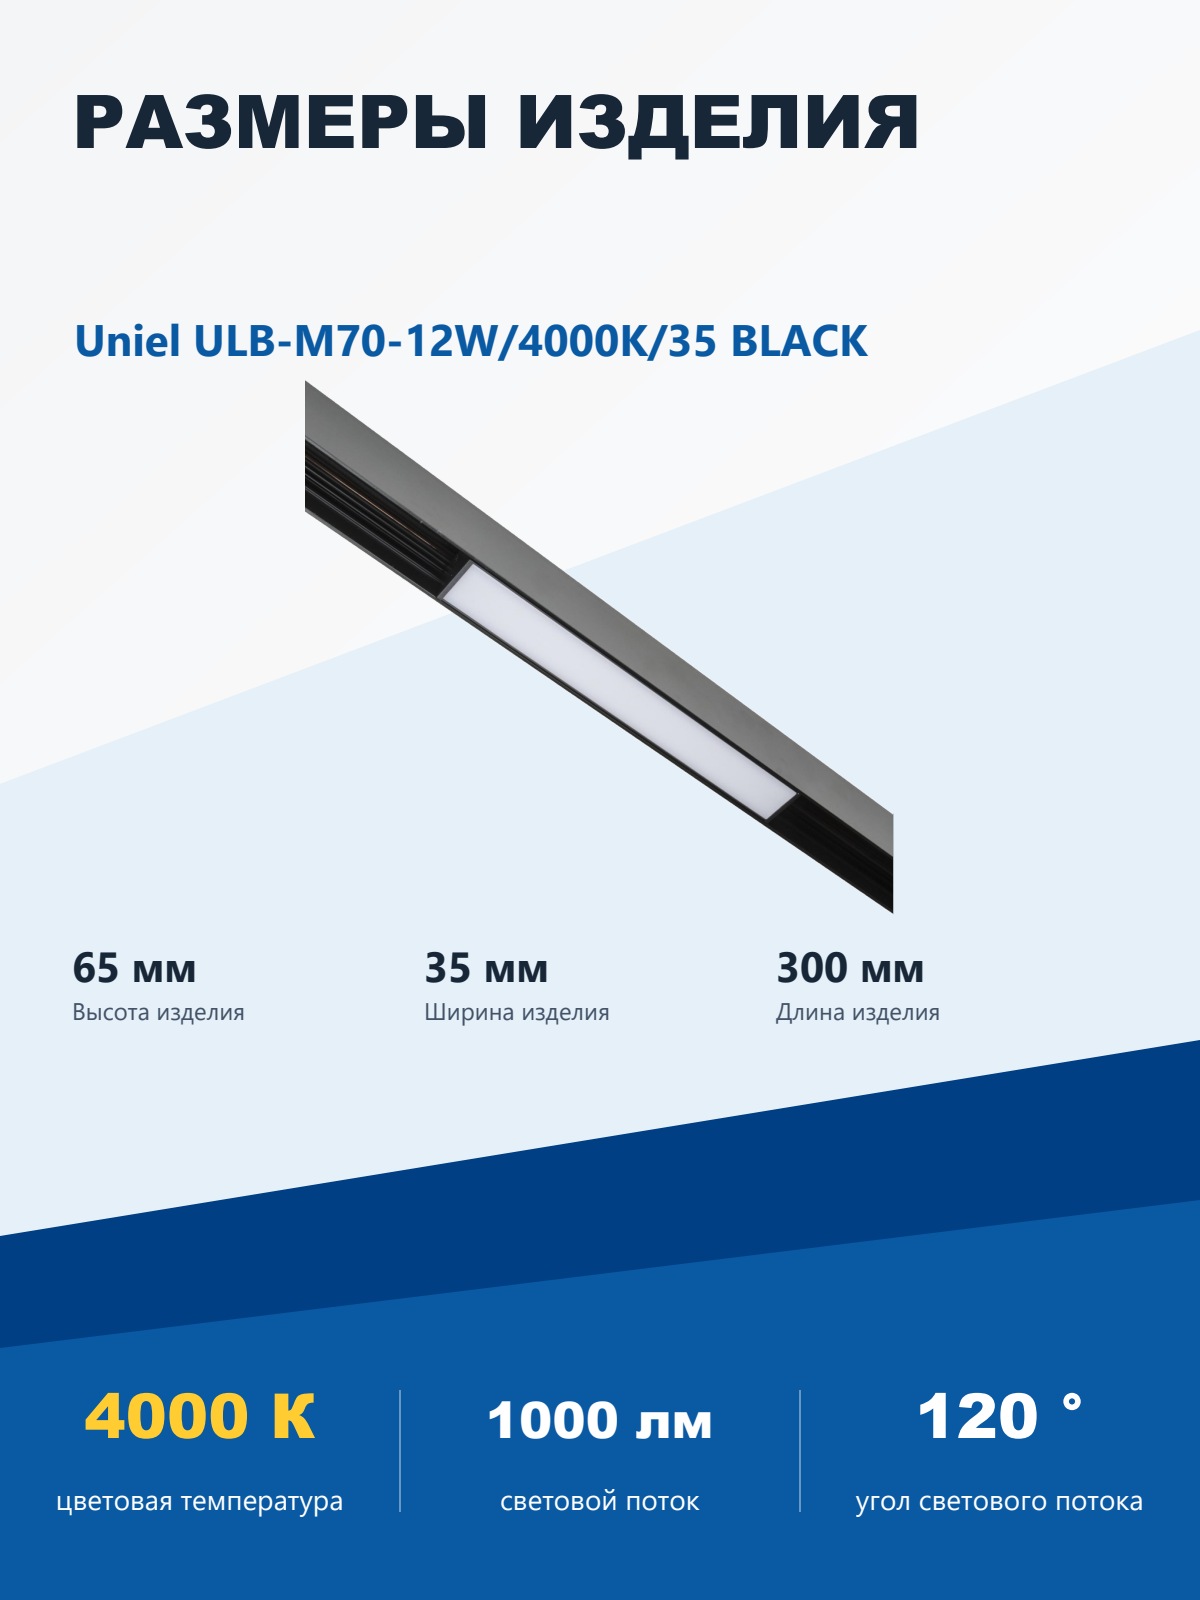 РАЗМЕРЫ ИЗДЕЛИЯ
Uniel ULB-M70-12W/4000K/35 BLACK
65 мм
Высота изделия
35 мм
Ширина изделия
300 мм
Длина изделия
4000 К
цветовая температура
1000 лм
световой поток
120 °
угол светового потока